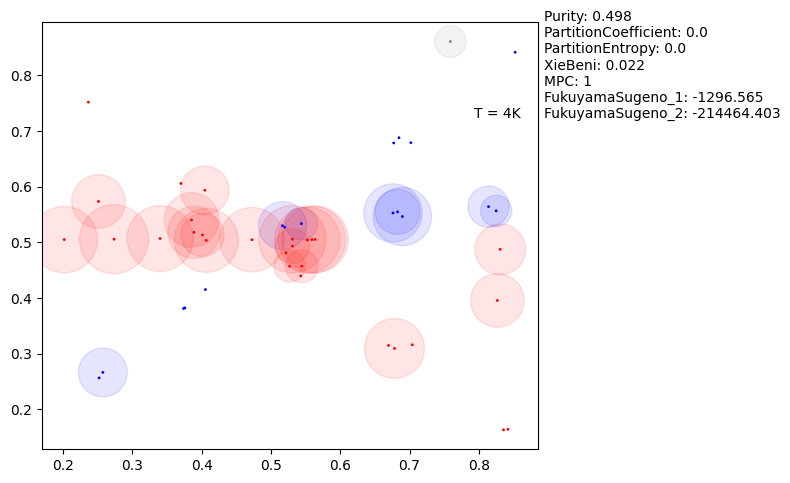 Purity: 0.498
PartitionCoefficient: 0.0
PartitionEntropy: 0.0
XieBeni: 0.022
MPC: 1
FukuyamaSugeno_1: -1296.565
FukuyamaSugeno_2: -214464.403
T = 4K
0.8
0.7
0.6
0.5
0.4
0.3
0.2
0.2 0.3 0.4 0.5 0.6 0.7 0.8